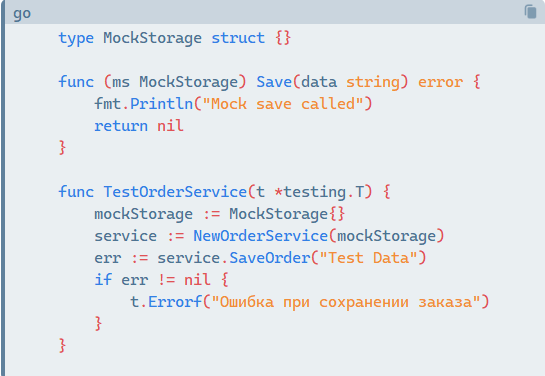 go
type MockStorage struct {}
func (ms MockStorage) Save(data string) error {
fmt.Println("Mock save called")
return nil
}
func TestOrderService(t *testing.T) {
mockStorage := MockStorage{}
service := NewOrderService(mockStorage)
err := service.SaveOrder("Test Data")
if err != nil {
t.Errorf("Ошибка при сохранении заказа")
}
}